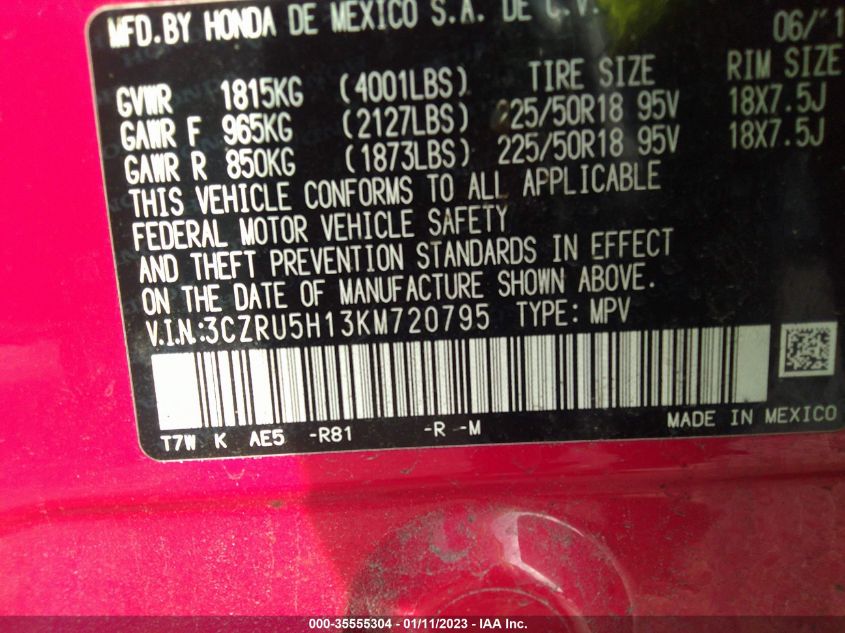 MFD.BY HONDA DE MEXICO S.A. DE C.V. 06/1
GVWR 1815KG (4001LBS) TIRE SIZE RIM SIZE
GAWR F 965KG (2127LBS) 225/50R18 95V 18X7.5J
GAWR R 850KG (1873LBS) 225/50R18 95V 18X7.5J
THIS VEHICLE CONFORMS TO ALL APPLICABLE
FEDERAL MOTOR VEHICLE SAFETY
AND THEFT PREVENTION STANDARDS IN EFFECT
ON THE DATE OF MANUFACTURE SHOWN ABOVE.
V.I.N.:3CZRU5H13KM720795 TYPE: MPV
T7W K AE5 -R81 -R -M MADE IN MEXICO
000-35555304 - 01/11/2023 - IAA Inc.